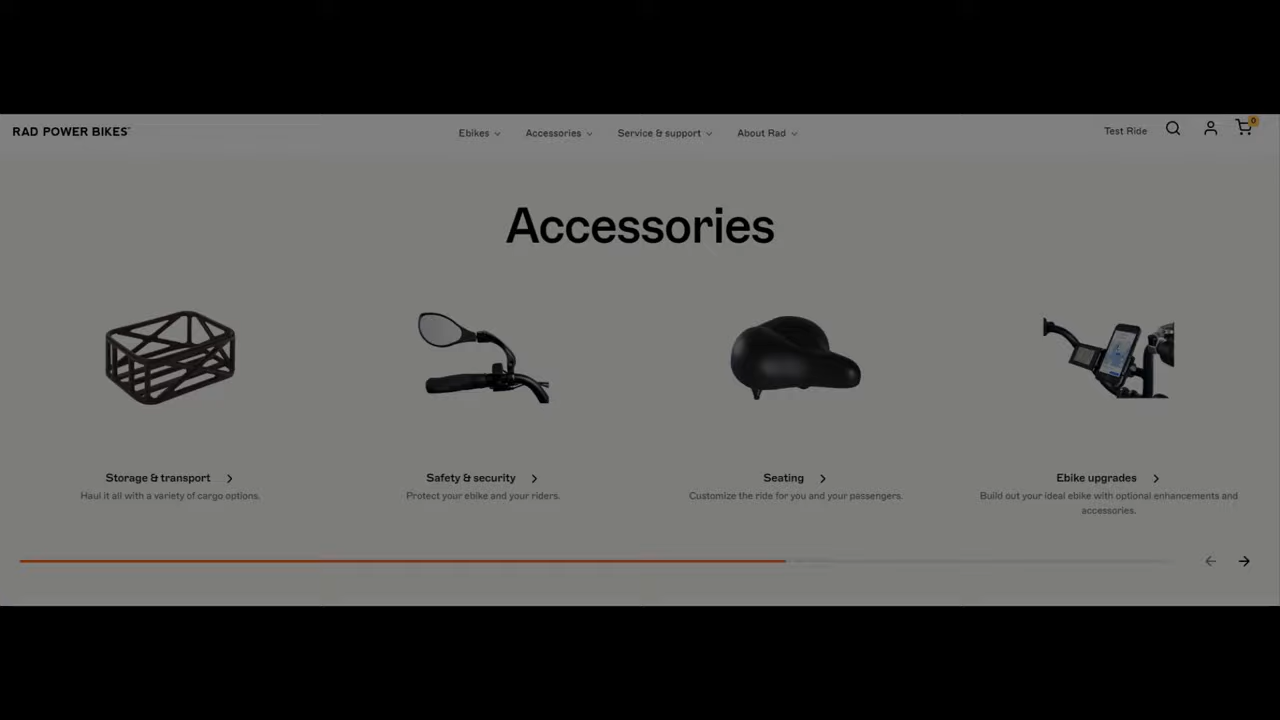 RAD POWER BIKES™
Ebikes
Accessories
Service & support
About Rad
Test Ride
0
Accessories
Storage & transport
Haul it all with a variety of cargo options.
Safety & security
Protect your ebike and your riders.
Seating
Customize the ride for you and your passengers.
Ebike upgrades
Build out your ideal ebike with optional enhancements and
accessories.